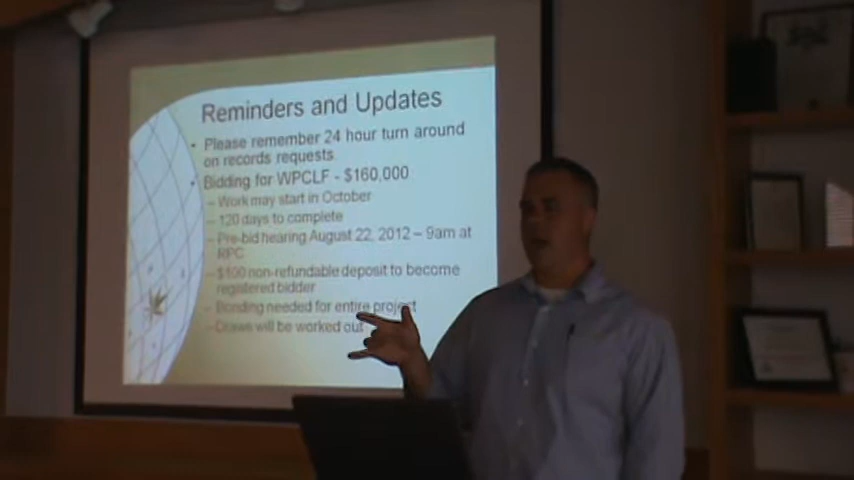 Reminders and Updates
• Please remember 24 hour turn around
on records requests.
• Bidding for WPCLF - $160,000
– Work may start in October
– 120 days to complete
– Pre-bid hearing August 22, 2012 – 9am at
RPC
– $100 non-refundable deposit to become
registered bidder
– Bonding needed for entire project
– Draws will be worked out